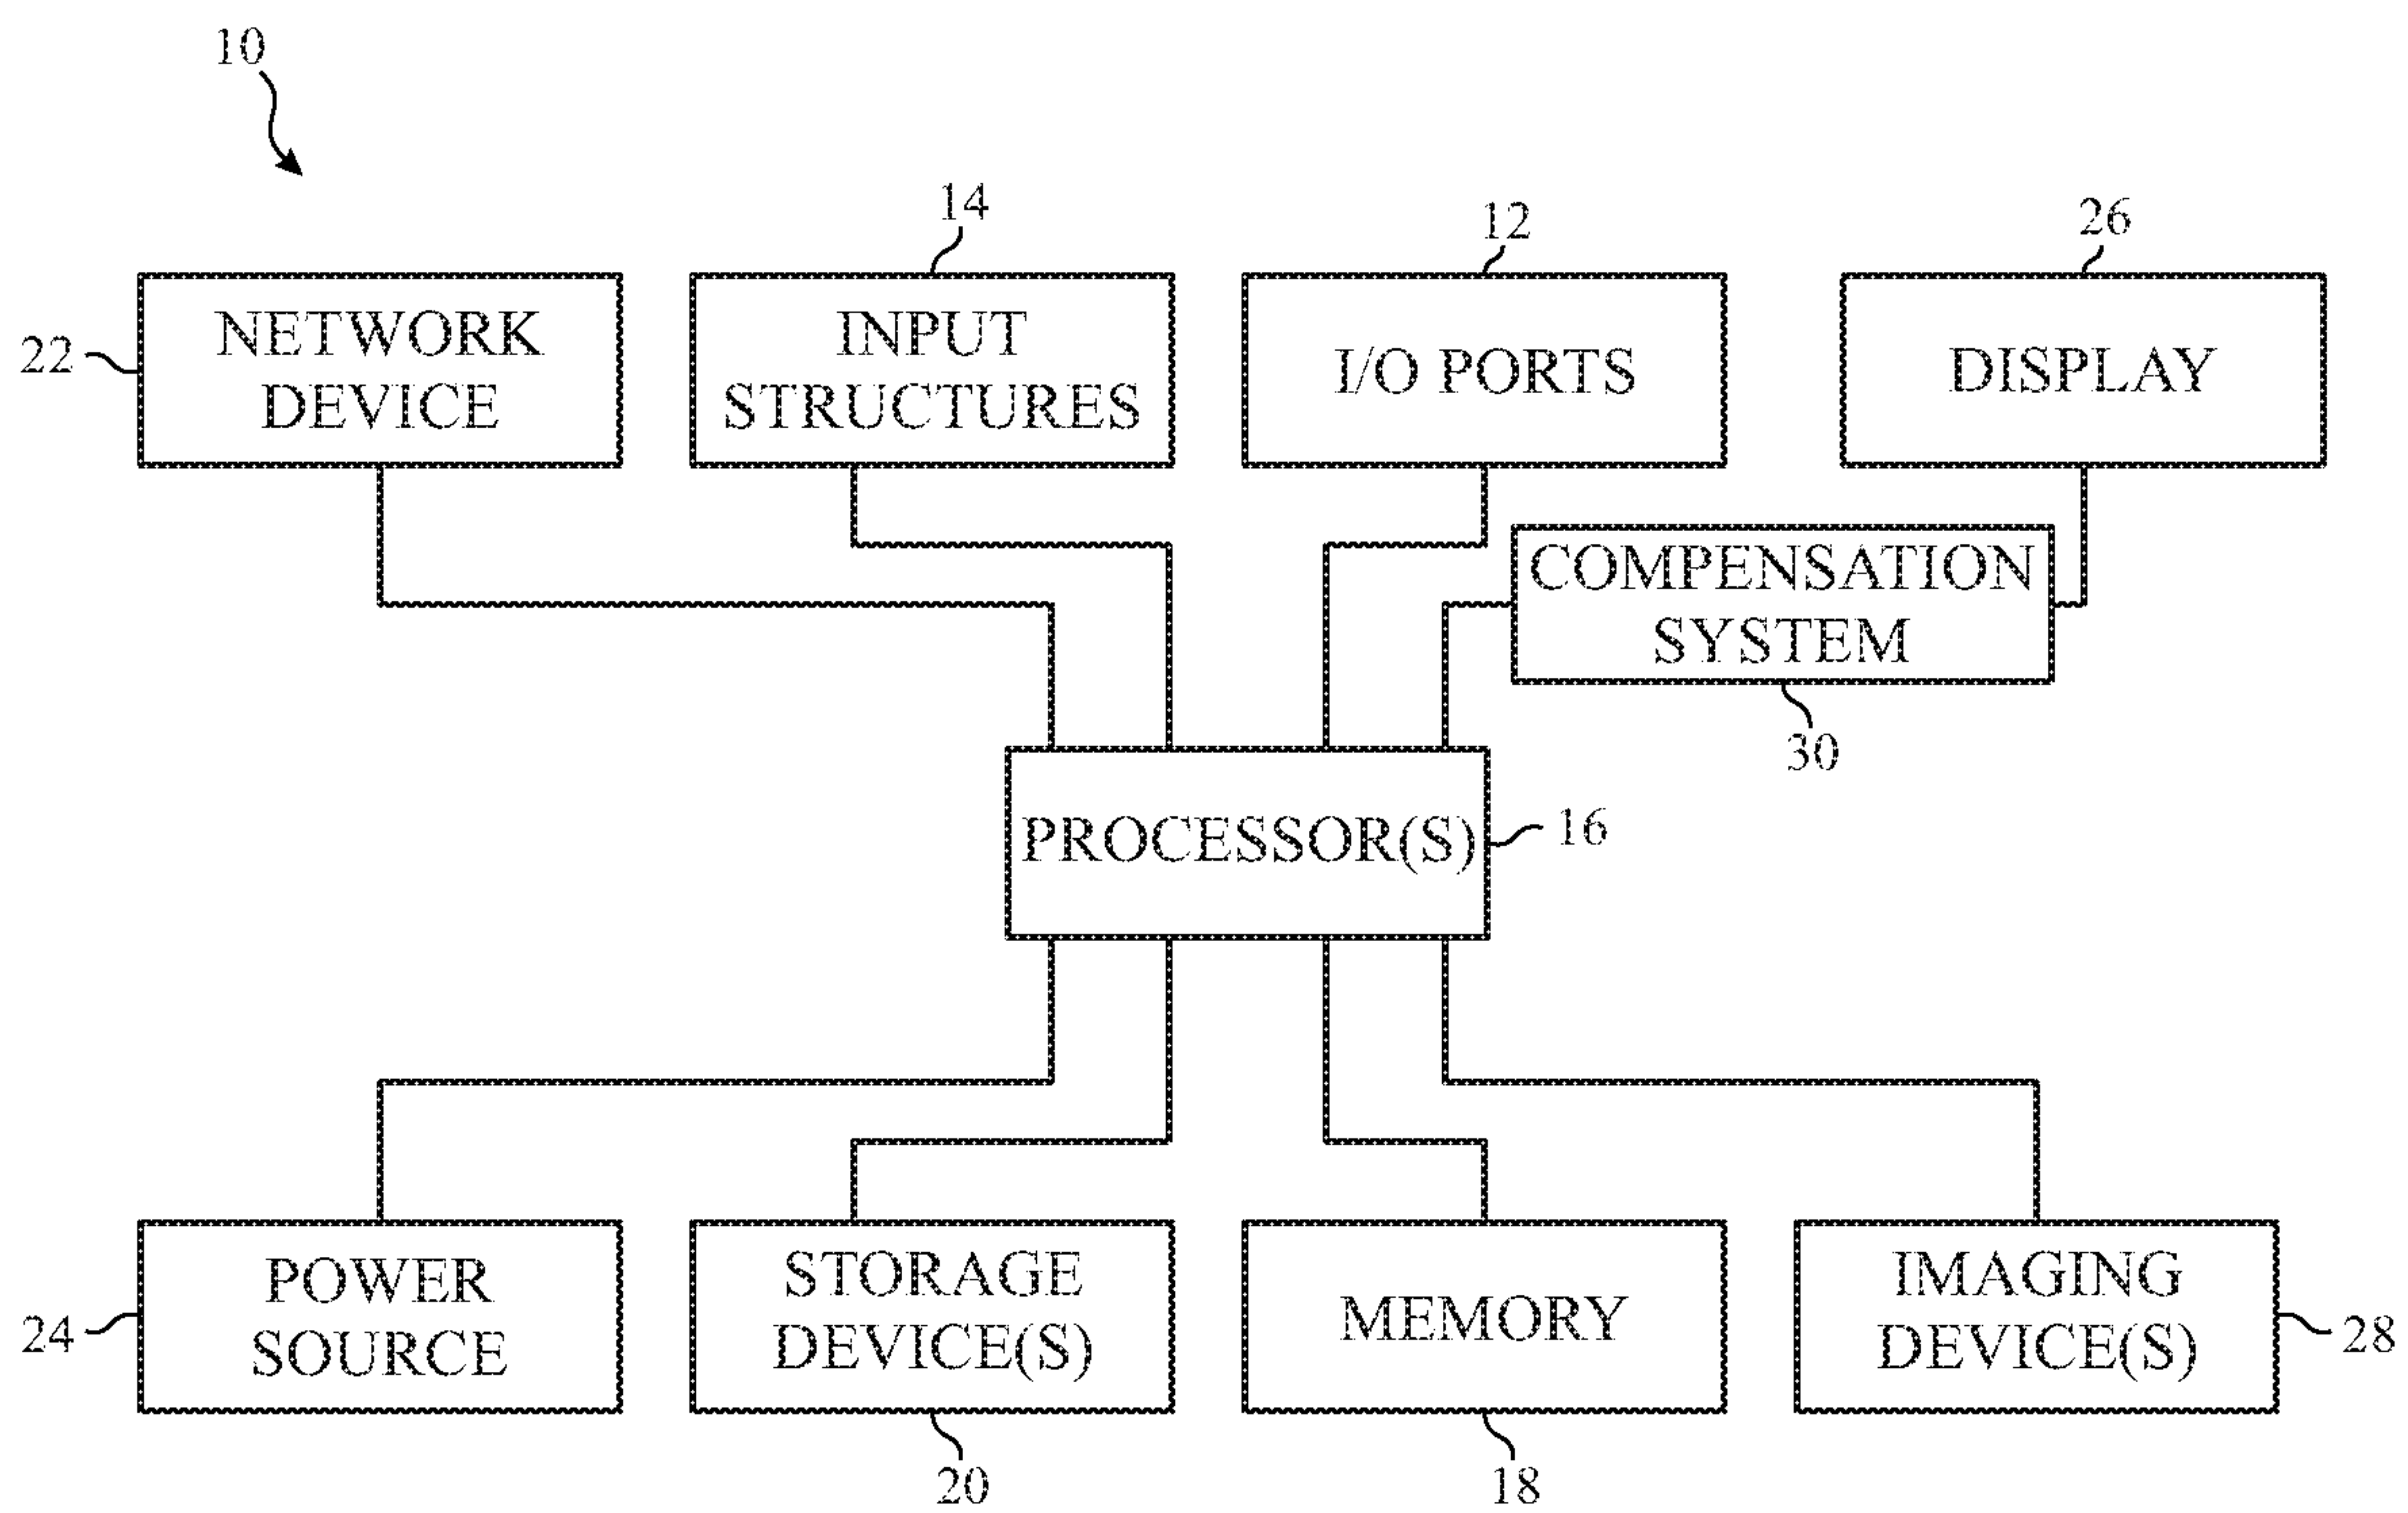 10
14
12
26
22
NETWORK
DEVICE
INPUT
STRUCTURES
I/O PORTS
DISPLAY
COMPENSATION
SYSTEM
30
PROCESSOR(S)
16
24
POWER
SOURCE
STORAGE
DEVICE(S)
MEMORY
IMAGING
DEVICE(S)
28
20
18